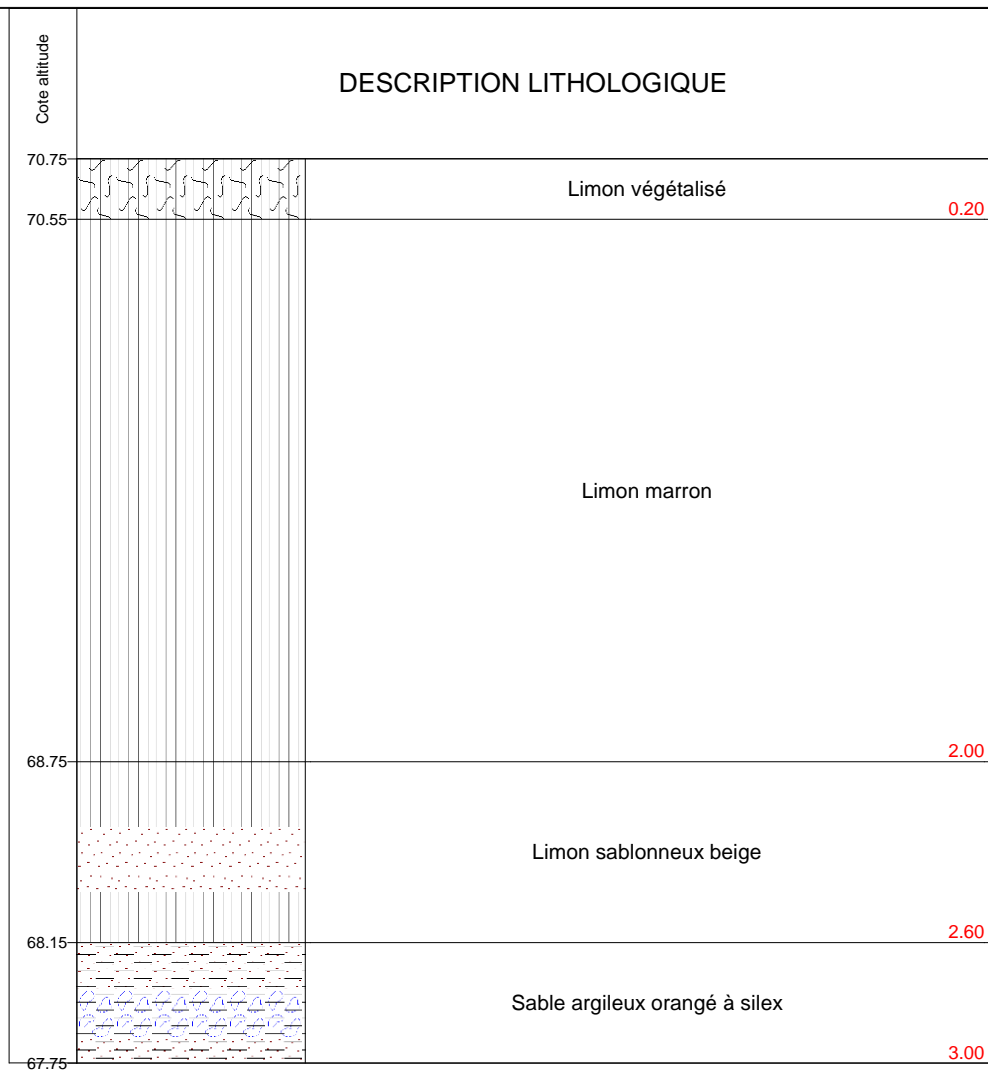 Cote altitude
DESCRIPTION LITHOLOGIQUE
70.75
Limon végétalisé
0.20
70.55
Limon marron
2.00
68.75
Limon sablonneux beige
2.60
68.15
Sable argileux orangé à silex
3.00
67.75